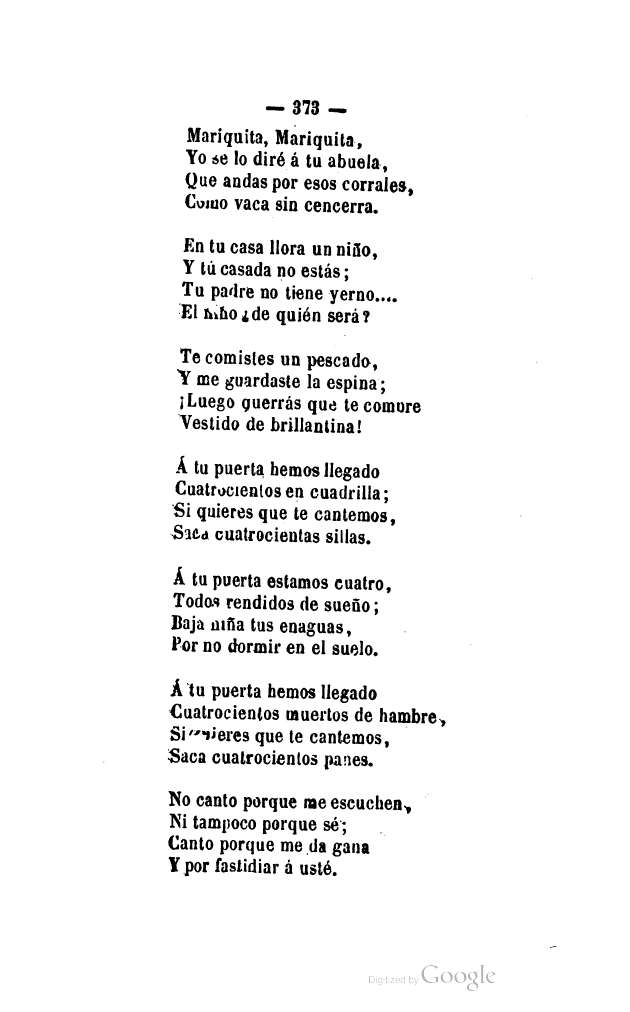 — 373 —
Mariquita, Mariquita,
Yo se lo diré á tu abuela,
Que andas por esos corrales,
Como vaca sin cencerra.
En tu casa llora un niño,
Y tú casada no estás;
Tu padre no tiene yerno....
El niño ¿de quién será?
Te comistes un pescado,
Y me guardaste la espina;
¡Luego querrás que te compre
Vestido de brillantina!
Á tu puerta hemos llegado
Cuatrocientos en cuadrilla;
Si quieres que te cantemos,
Saca cuatrocientas sillas.
Á tu puerta estamos cuatro,
Todos rendidos de sueño;
Baja niña tus enaguas,
Por no dormir en el suelo.
Á tu puerta hemos llegado
Cuatrocientos muertos de hambre,
Si quieres que te cantemos,
Saca cuatrocientos panes.
No canto porque me escuchen,
Ni tampoco porque sé;
Canto porque me da gana
Y por fastidiar á usté.
Digitized by Google